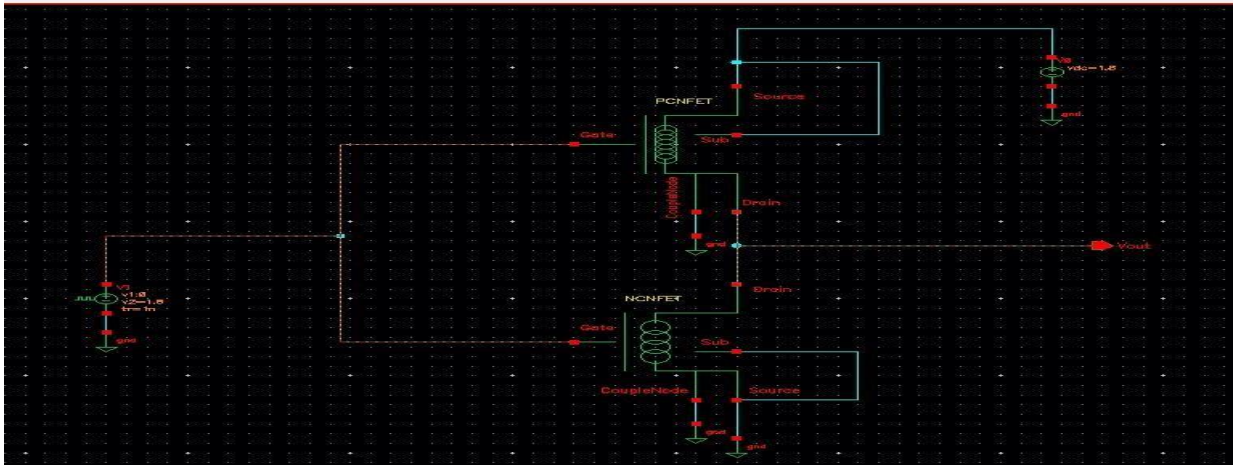 PCNFET
Source
vdc=1.8
gnd
Gate
Sub
CoupleNode
Drain
gnd
Vout
V1
v1:0
v2=1.8
tr=1n
gnd
Drain
NCNFET
Gate
Sub
CoupleNode
Source
gnd
gnd